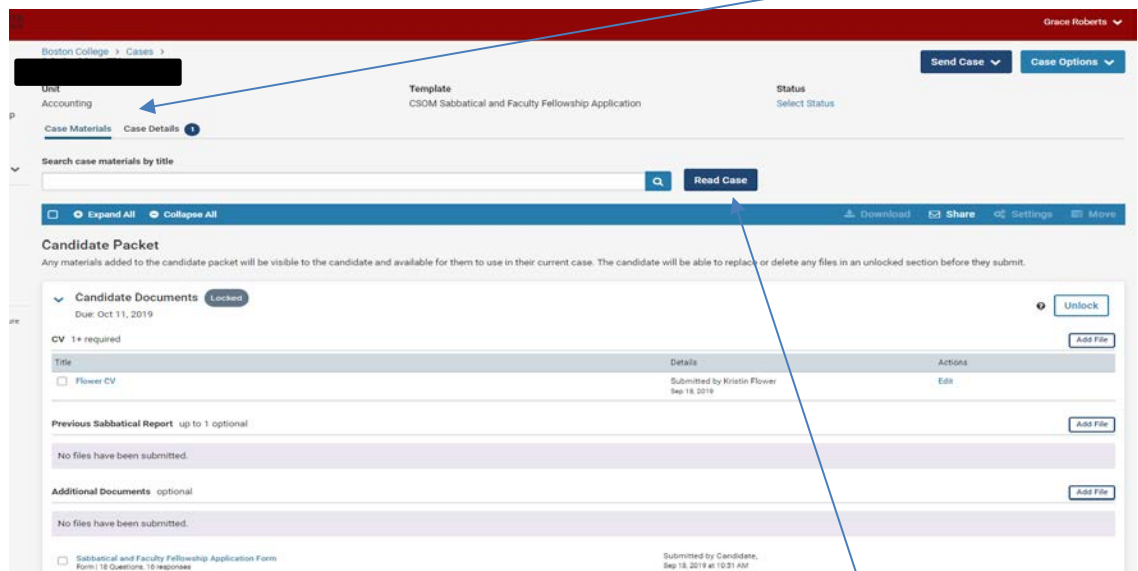 Grace Roberts
Boston College > Cases >
Send Case
Case Options
Unit
Template
Status
Accounting
CSOM Sabbatical and Faculty Fellowship Application
Select Status
Case Materials Case Details 1
Search case materials by title
Read Case
Expand All Collapse All
Download Share Settings Move
Candidate Packet
Any materials added to the candidate packet will be visible to the candidate and available for them to use in their current case. The candidate will be able to replace or delete any files in an unlocked section before they submit.
Candidate Documents Locked
Due: Oct 11, 2019
Unlock
CV 1+ required
Add File
Title Details Actions
Flower CV Submitted by Kristin Flower Edit
Sep 18, 2019
Previous Sabbatical Report up to 1 optional
Add File
No files have been submitted.
Additional Documents optional
Add File
No files have been submitted.
Sabbatical and Faculty Fellowship Application Form Submitted by Candidate,
Form | 18 Questions, 16 responses Sep 18, 2019 at 10:31 AM